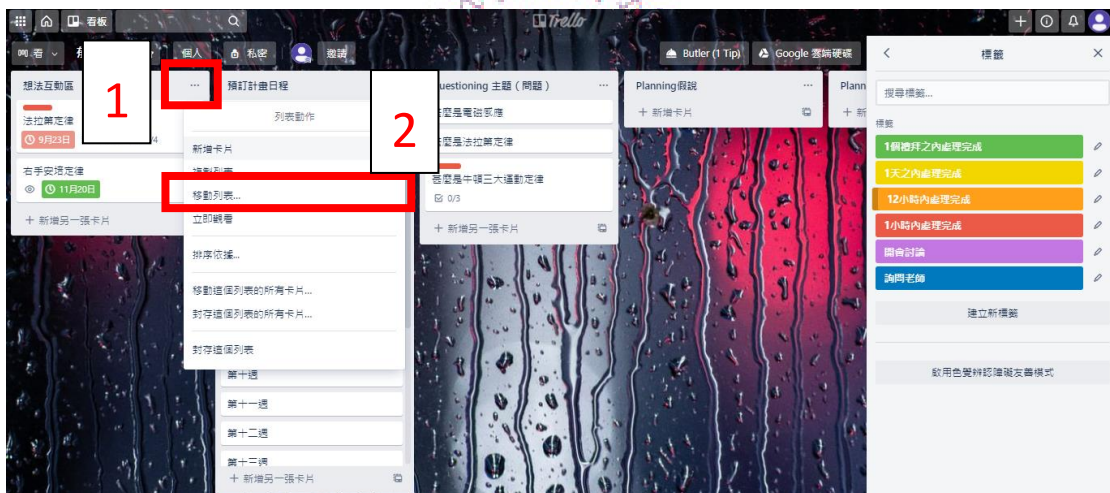 看板
Trello
看
個人
私密
邀請
Butler (1 Tip)
Google 雲端硬碟
1
2
想法互動區
法拉第定律
9月23日
/4
右手安培定律
11月20日
+ 新增另一張卡片
預訂計畫日程
列表動作
新增卡片
移動列表...
立即觀看
排序依據...
移動這個列表的所有卡片...
封存這個列表的所有卡片...
封存這個列表
第十週
第十一週
第十二週
第十三週
+ 新增另一張卡片
uestioning 主題 ( 問題 )
麼是電磁感應
麼是法拉第定律
甚麼是牛頓三大運動定律
0/3
+ 新增另一張卡片
Planning假說
+ 新增卡片
Plann
+ 新
標籤
搜尋標籤...
標籤
1個禮拜之內處理完成
1天之內處理完成
12小時內處理完成
1小時內處理完成
開會討論
詢問老師
建立新標籤
啟用色覺辨認障礙友善模式